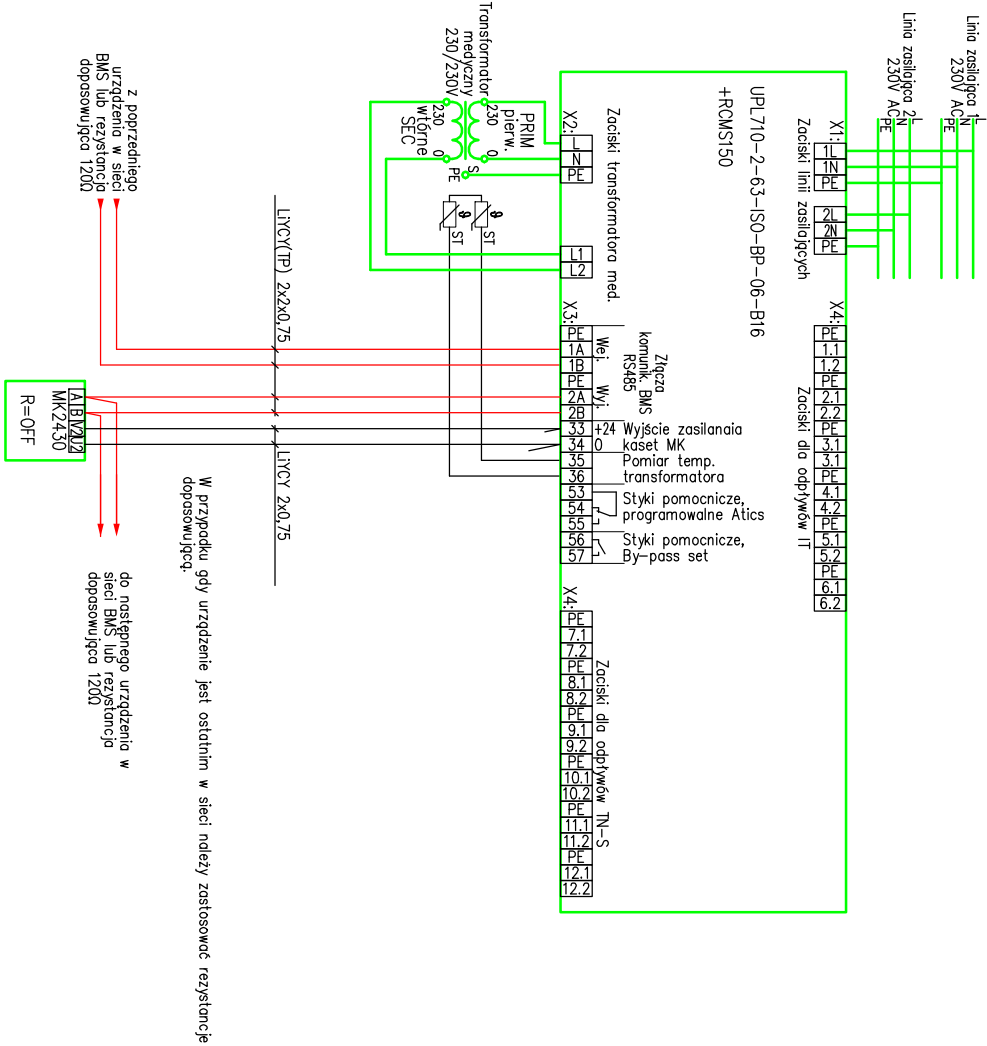 Linia zasilająca 1
230V AC
L
N
PE
Linia zasilająca 2
230V AC
L
N
PE
UPL710-2-63-ISO-BP-06-B16
+RCMS150
X1:
1L
1N
PE
2L
2N
PE
Zaciski linii zasilających
X4:
PE
1.1
1.2
PE
2.1
2.2
PE
3.1
3.1
PE
4.1
4.2
PE
5.1
5.2
PE
6.1
6.2
Zaciski dla odpływów IT
X2:
L
N
PE
L1
L2
Zaciski transformatora med.
Transformator
medyczny
230/230V
PRIM
pierw.
230
0
S
PE
230
0
wtórne
SEC
ϑ
ST
ϑ
ST
X3:
PE
1A
1B
PE
2A
2B
33
34
35
36
53
54
55
56
57
Wej.
Wyj.
Złącza
komunik. BMS
RS485
+24 Wyjście zasilanaia
0 kaset MK
Pomiar temp.
transformatora
Styki pomocnicze,
programowalne Atics
Styki pomocnicze,
By-pass set
X4:
PE
7.1
7.2
PE
8.1
8.2
PE
9.1
9.2
PE
10.1
10.2
PE
11.1
11.2
PE
12.1
12.2
Zaciski dla odpływów TN-S
z poprzedniego
urządzenia w sieci
BMS lub rezystancja
dopasowująca 120Ω
LiYCY(TP) 2x2x0,75
LiYCY 2x0,75
A
B
V2
U2
MK2430
R=OFF
do nastepnego urządzenia w
sieci BMS lub rezystancja
dopasowująca 120Ω
W przypadku gdy urządzenie jest ostatnim w sieci należy zastosować rezystancje
dopasowującą.